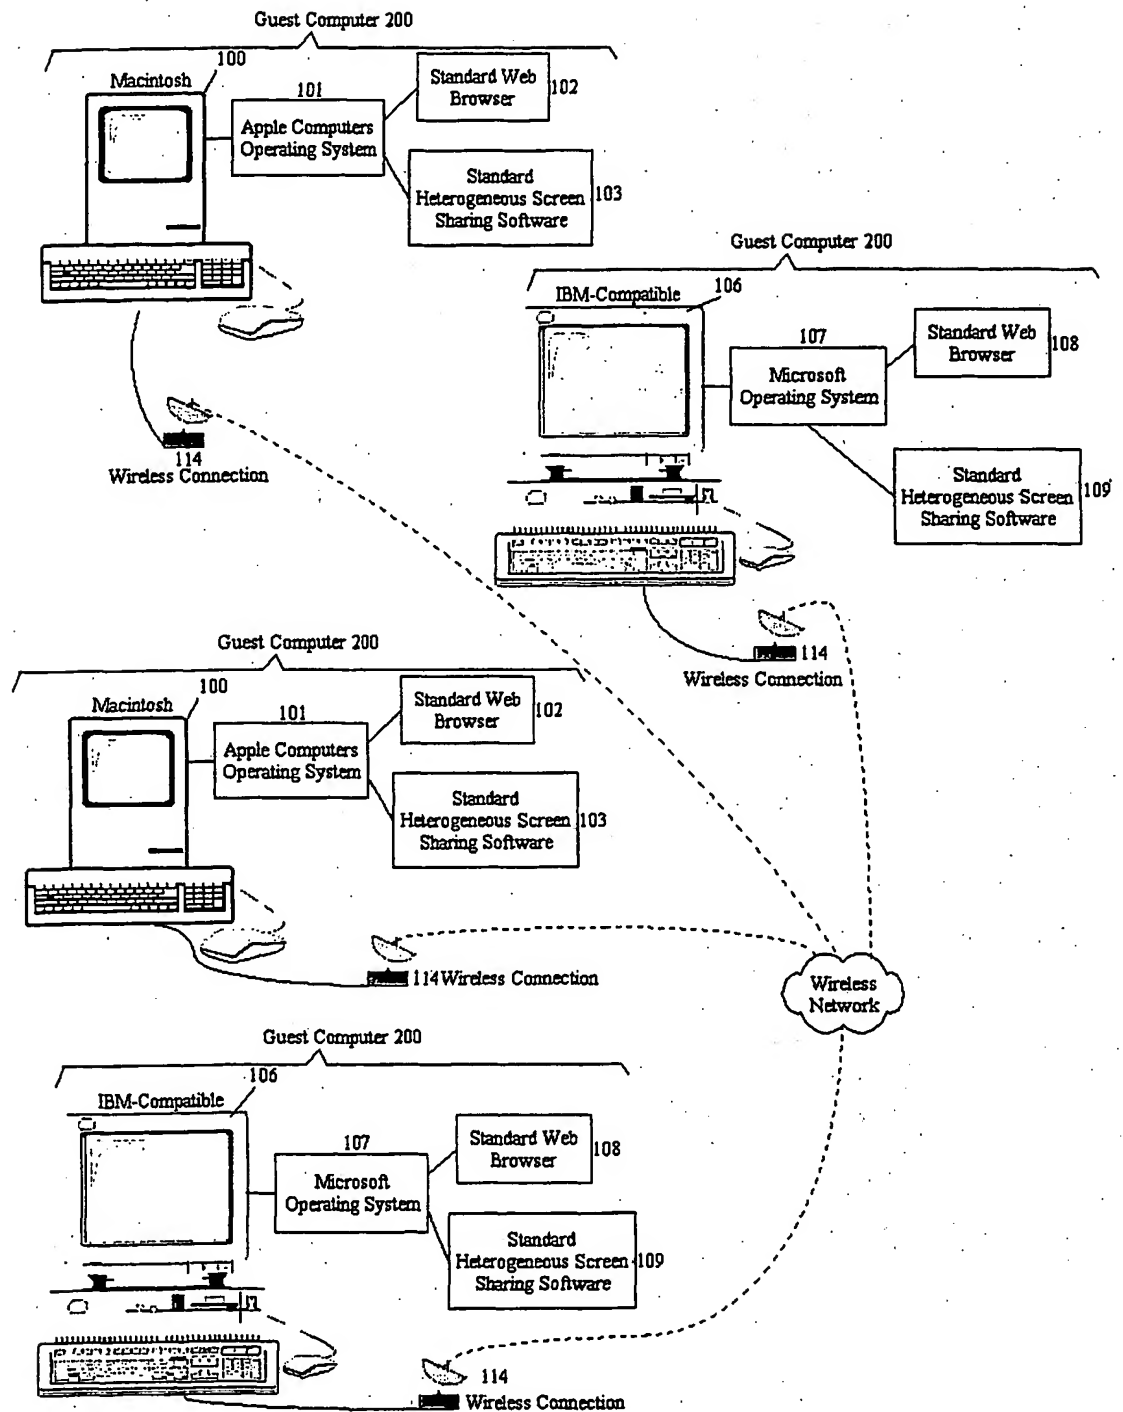 Guest Computer 200
100
Macintosh
101
Apple Computers
Operating System
Standard Web
Browser
102
Standard
Heterogeneous Screen
Sharing Software
103
114
Wireless Connection
Guest Computer 200
IBM-Compatible
106
107
Microsoft
Operating System
Standard Web
Browser
108
Standard
Heterogeneous Screen
Sharing Software
109
114
Wireless Connection
Guest Computer 200
100
Macintosh
101
Apple Computers
Operating System
Standard Web
Browser
102
Standard
Heterogeneous Screen
Sharing Software
103
114 Wireless Connection
Wireless
Network
Guest Computer 200
106
IBM-Compatible
107
Microsoft
Operating System
Standard Web
Browser
108
Standard
Heterogeneous Screen
Sharing Software
109
114
Wireless Connection